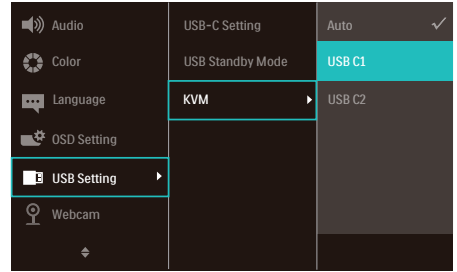 Audio
Color
Language
OSD Setting
USB Setting
Webcam
USB-C Setting
USB Standby Mode
KVM
Auto
USB C1
USB C2